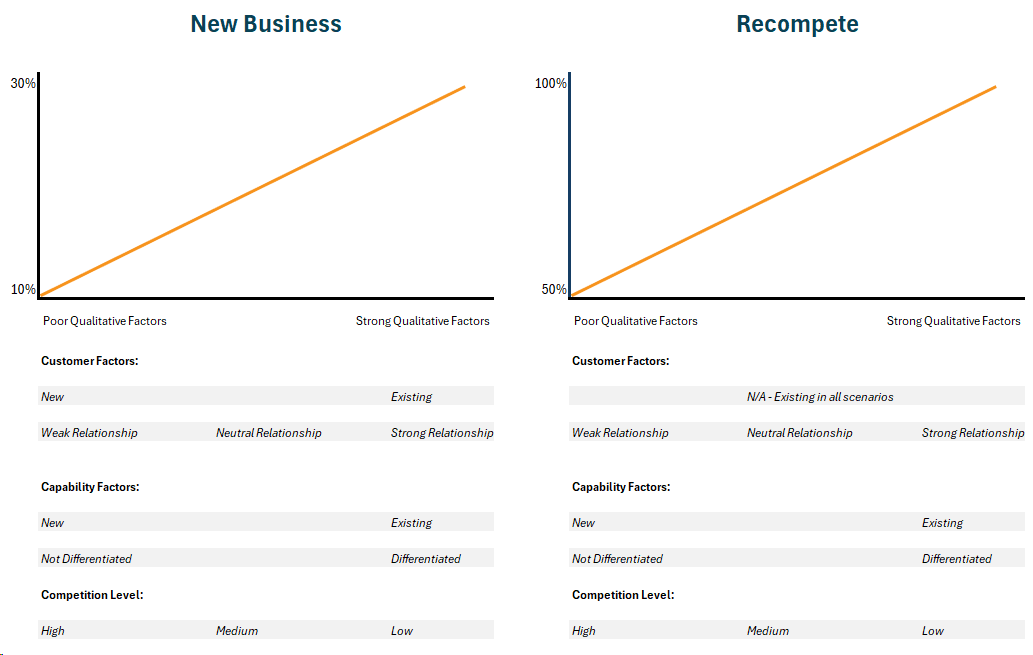 New Business
30%
10%
Poor Qualitative Factors Strong Qualitative Factors
Customer Factors:
New Existing
Weak Relationship Neutral Relationship Strong Relationship
Capability Factors:
New Existing
Not Differentiated Differentiated
Competition Level:
High Medium Low
Recompete
100%
50%
Poor Qualitative Factors Strong Qualitative Factors
Customer Factors:
N/A - Existing in all scenarios
Weak Relationship Neutral Relationship Strong Relationship
Capability Factors:
New Existing
Not Differentiated Differentiated
Competition Level:
High Medium Low